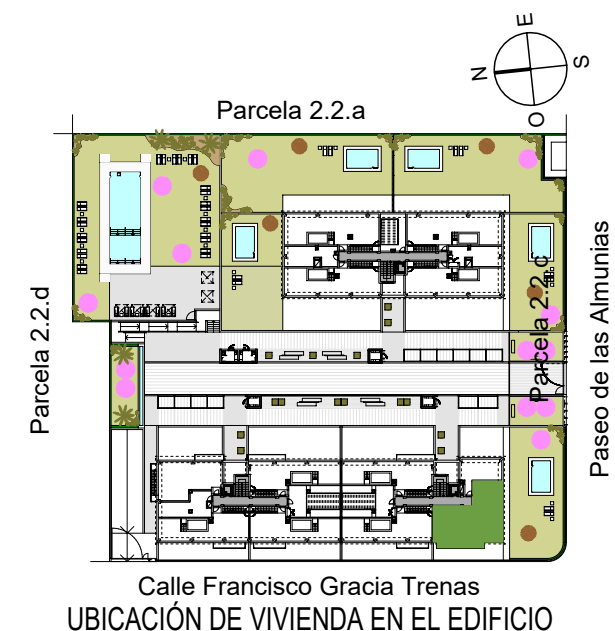 E
N
S
O
Parcela 2.2.a
Parcela 2.2.d
Parcela 2.2.c
Paseo de las Almunias
Calle Francisco Gracia Trenas
UBICACIÓN DE VIVIENDA EN EL EDIFICIO